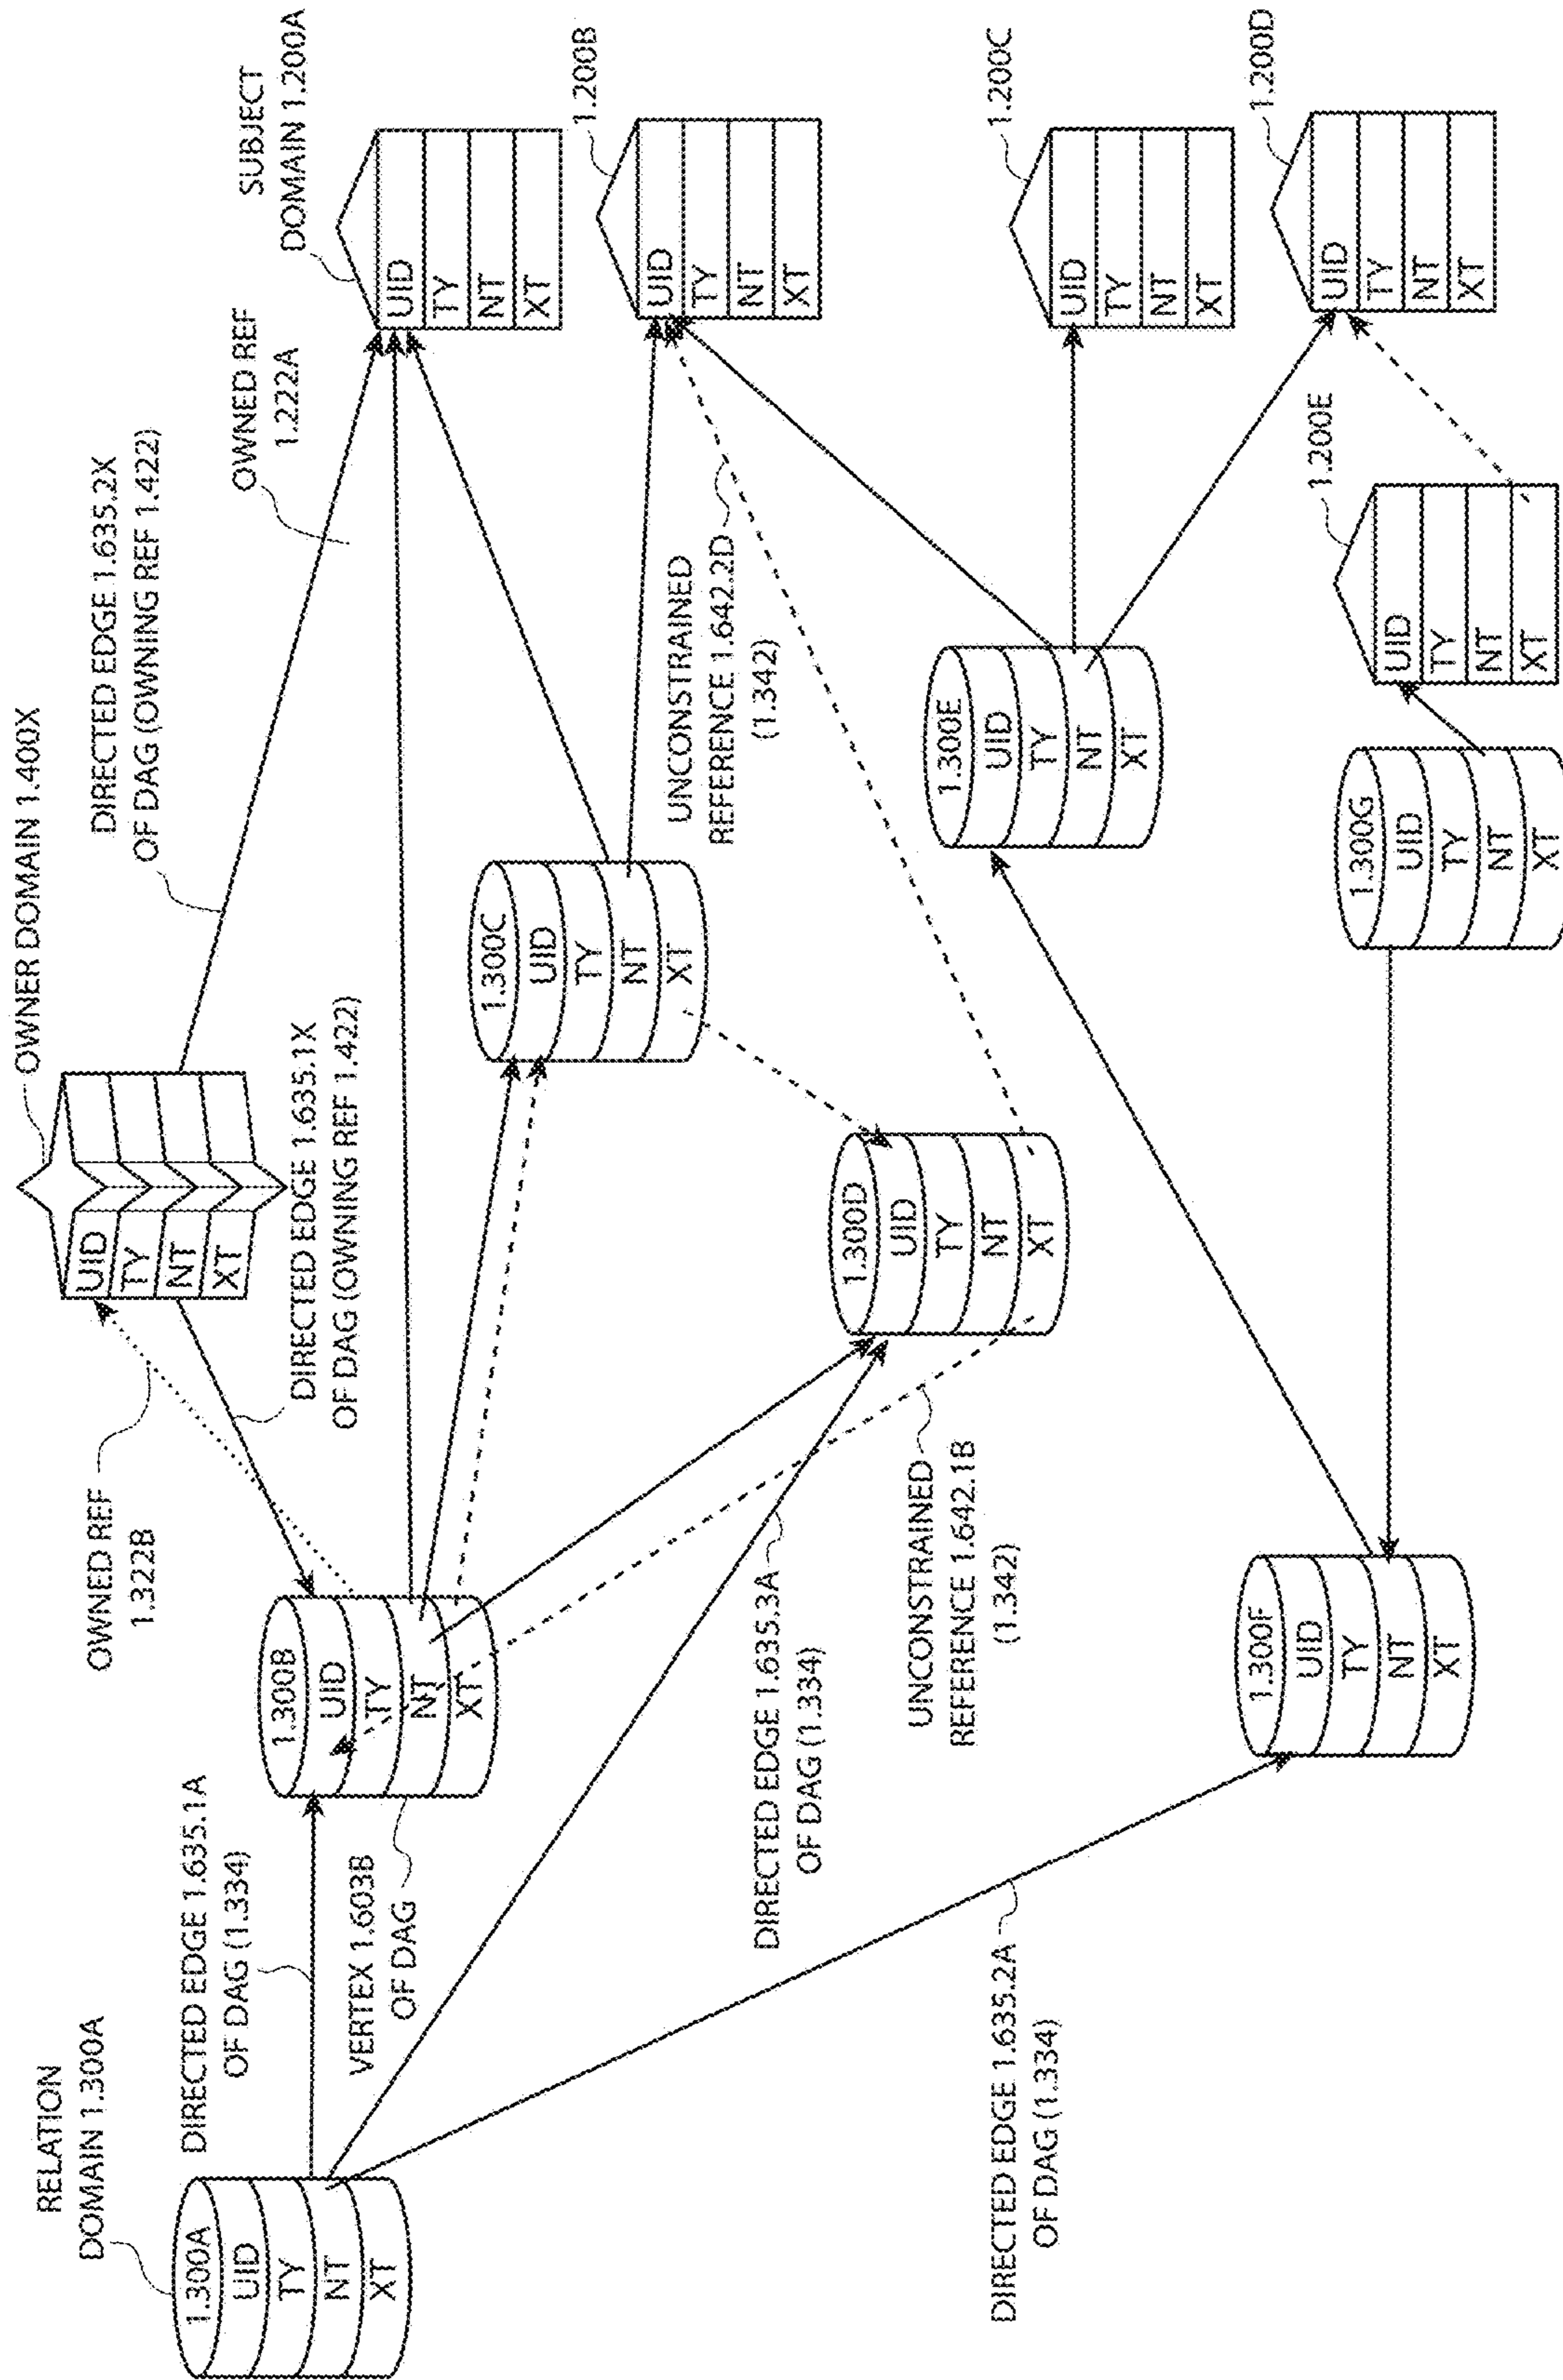 RELATION
DOMAIN 1.300A
1.300A
UID
TY
NT
XT
DIRECTED EDGE 1.635.1A
OF DAG (1.334)
VERTEX 1.603B
OF DAG
1.300B
UID
TY
NT
XT
OWNED REF
1.322B
OWNER DOMAIN 1.400X
UID
TY
NT
XT
DIRECTED EDGE 1.635.1X
OF DAG (OWNING REF 1.422)
DIRECTED EDGE 1.635.2X
OF DAG (OWNING REF 1.422)
OWNED REF
1.222A
SUBJECT
DOMAIN 1.200A
UID
TY
NT
XT
1.200B
UID
TY
NT
XT
1.300C
UID
TY
NT
XT
UNCONSTRAINED
REFERENCE 1.642.2D
(1.342)
1.300D
UID
TY
NT
XT
DIRECTED EDGE 1.635.3A
OF DAG (1.334)
UNCONSTRAINED
REFERENCE 1.642.1B
(1.342)
DIRECTED EDGE 1.635.2A
OF DAG (1.334)
1.300E
UID
TY
NT
XT
1.200C
UID
TY
NT
XT
1.200D
UID
TY
NT
XT
1.200E
UID
TY
NT
XT
1.300F
UID
TY
NT
XT
1.300G
UID
TY
NT
XT